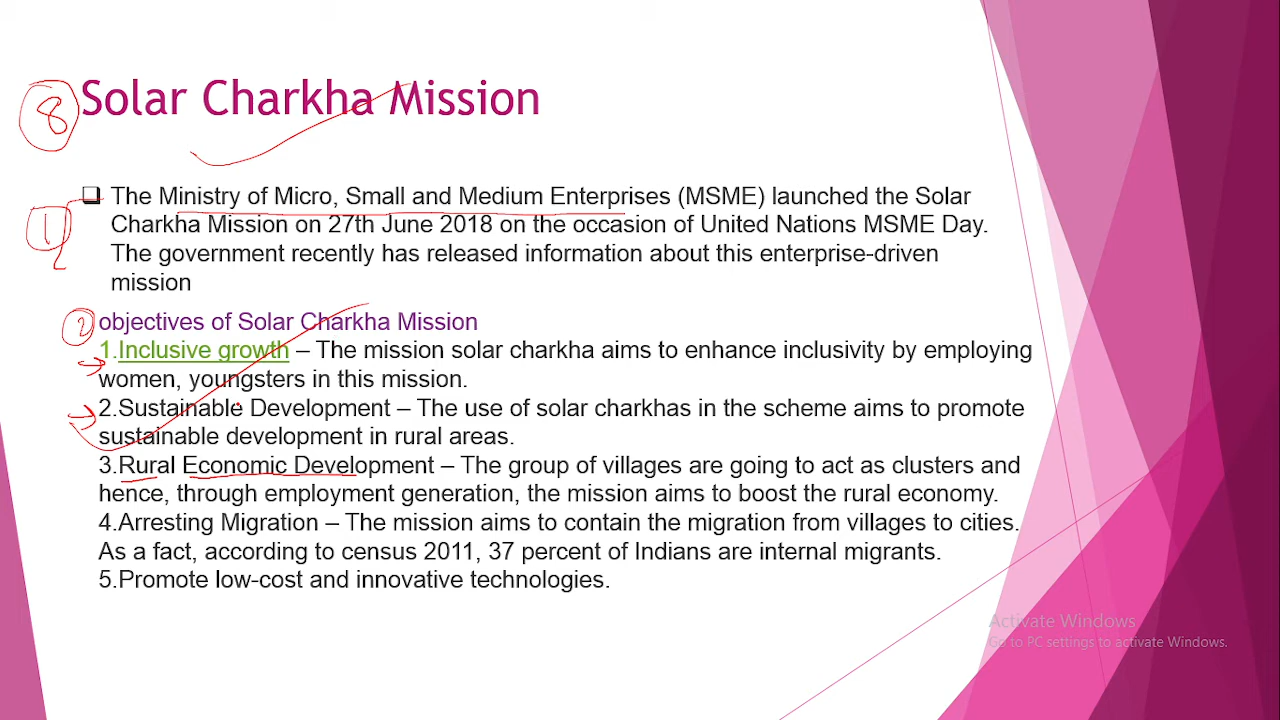 8 Solar Charkha Mission
1 ❑ The Ministry of Micro, Small and Medium Enterprises (MSME) launched the Solar
Charkha Mission on 27th June 2018 on the occasion of United Nations MSME Day.
The government recently has released information about this enterprise-driven
mission
2 objectives of Solar Charkha Mission
1.Inclusive growth – The mission solar charkha aims to enhance inclusivity by employing
women, youngsters in this mission.
2.Sustainable Development – The use of solar charkhas in the scheme aims to promote
sustainable development in rural areas.
3.Rural Economic Development – The group of villages are going to act as clusters and
hence, through employment generation, the mission aims to boost the rural economy.
4.Arresting Migration – The mission aims to contain the migration from villages to cities.
As a fact, according to census 2011, 37 percent of Indians are internal migrants.
5.Promote low-cost and innovative technologies.
Activate Windows
Go to PC settings to activate Windows.